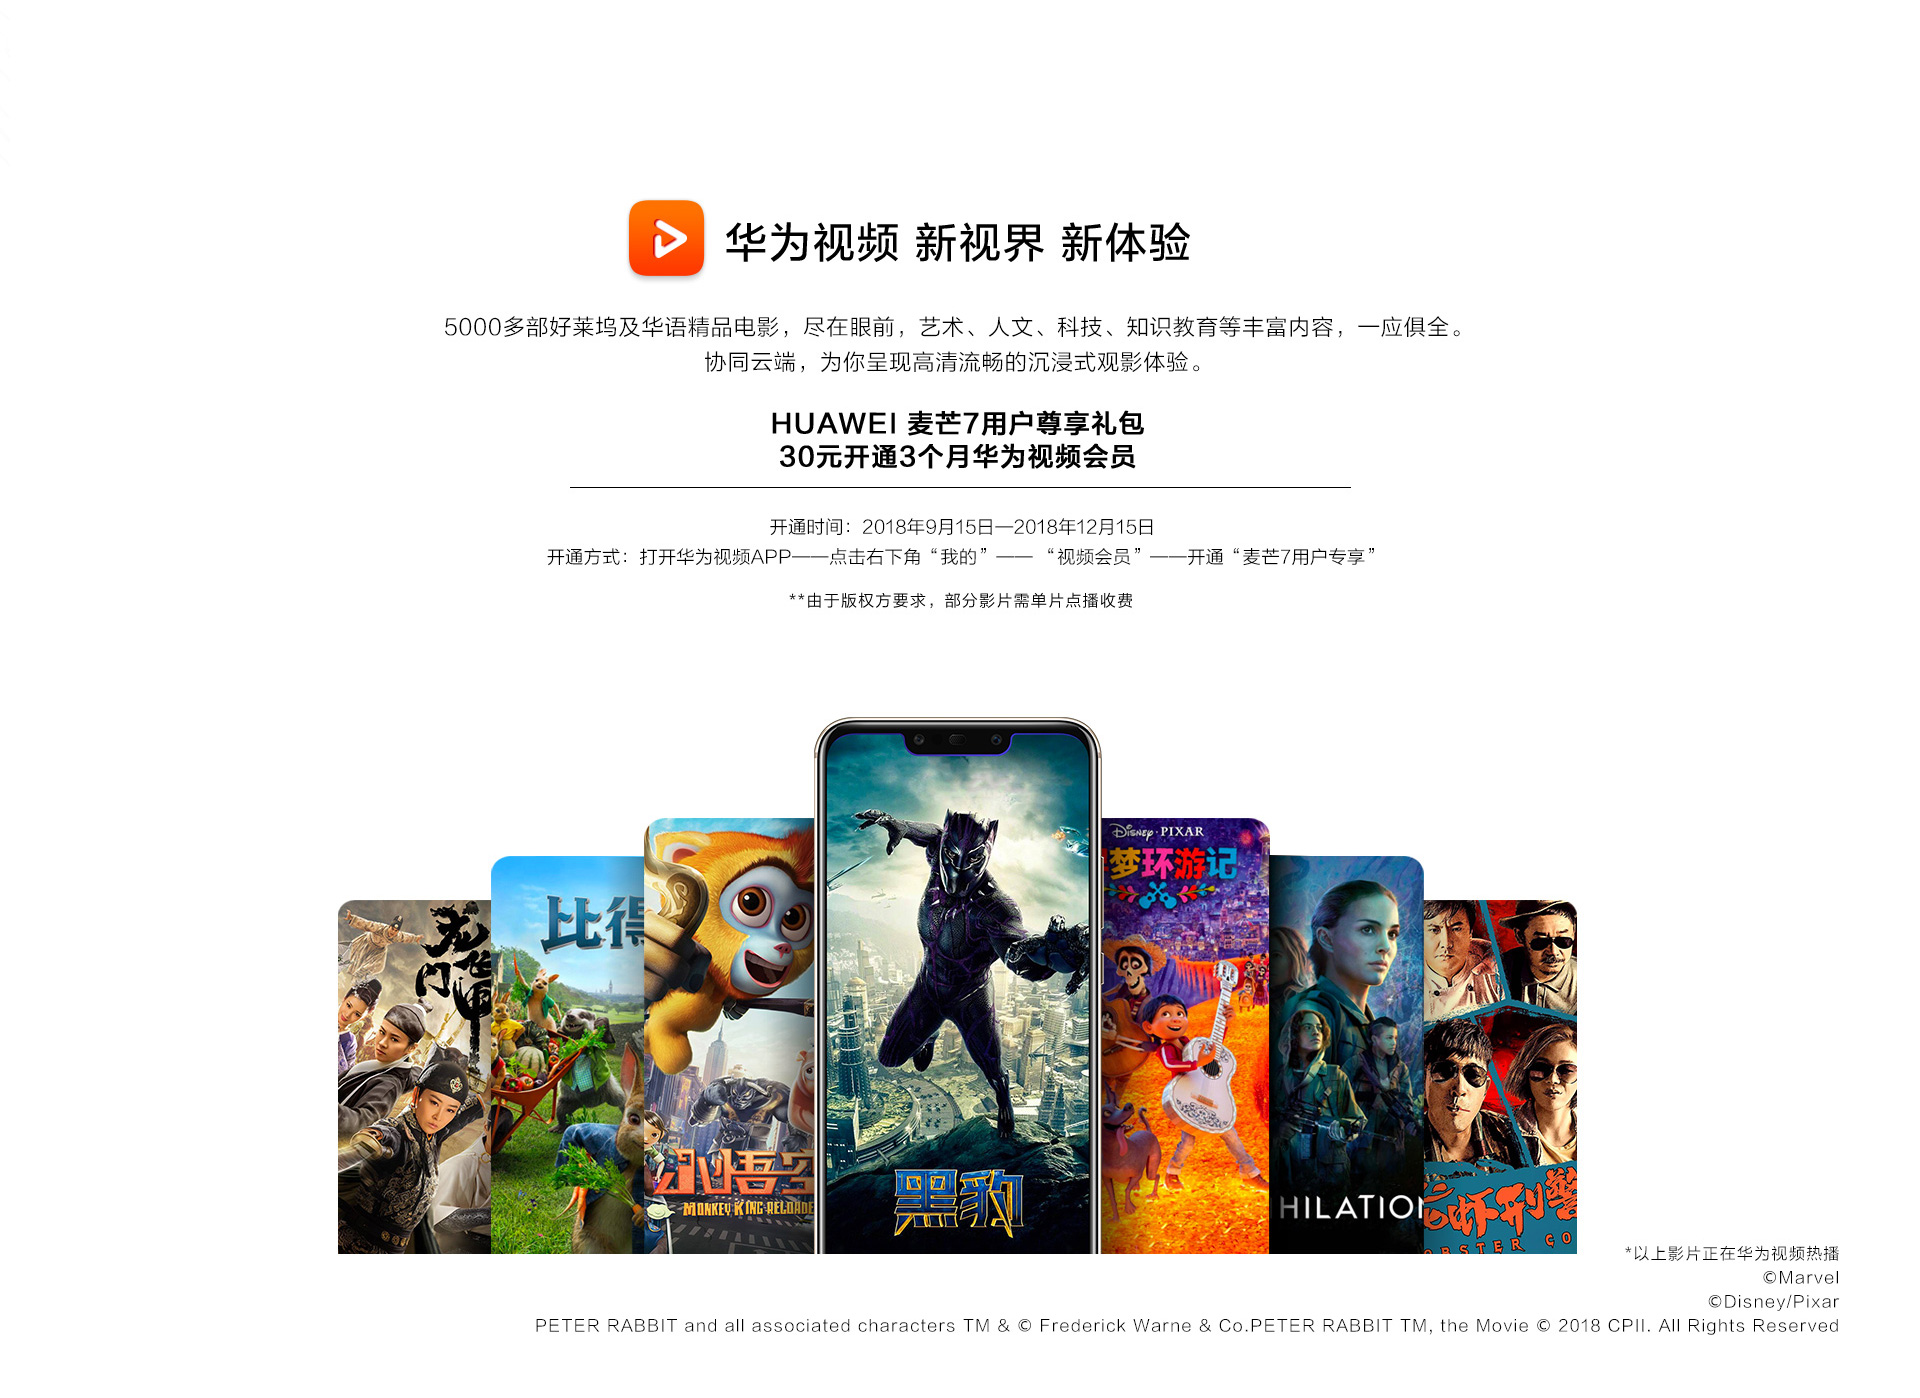 华为视频 新视界 新体验
5000多部好莱坞及华语精品电影，尽在眼前，艺术、人文、科技、知识教育等丰富内容，一应俱全。
协同云端，为你呈现高清流畅的沉浸式观影体验。
HUAWEI 麦芒7用户尊享礼包
30元开通3个月华为视频会员
开通时间：2018年9月15日—2018年12月15日
开通方式：打开华为视频APP——点击右下角“我的”—— “视频会员”——开通“麦芒7用户专享”
**由于版权方要求，部分影片需单片点播收费
DISNEY·PIXAR
梦环游记
比得
小悟空
MONKEY KING RELOADE
黑豹
HILATION
虾刑警
OBSTER CO
*以上影片正在华为视频热播
©Marvel
©Disney/Pixar
PETER RABBIT and all associated characters TM & © Frederick Warne & Co.PETER RABBIT TM, the Movie © 2018 CPII. All Rights Reserved